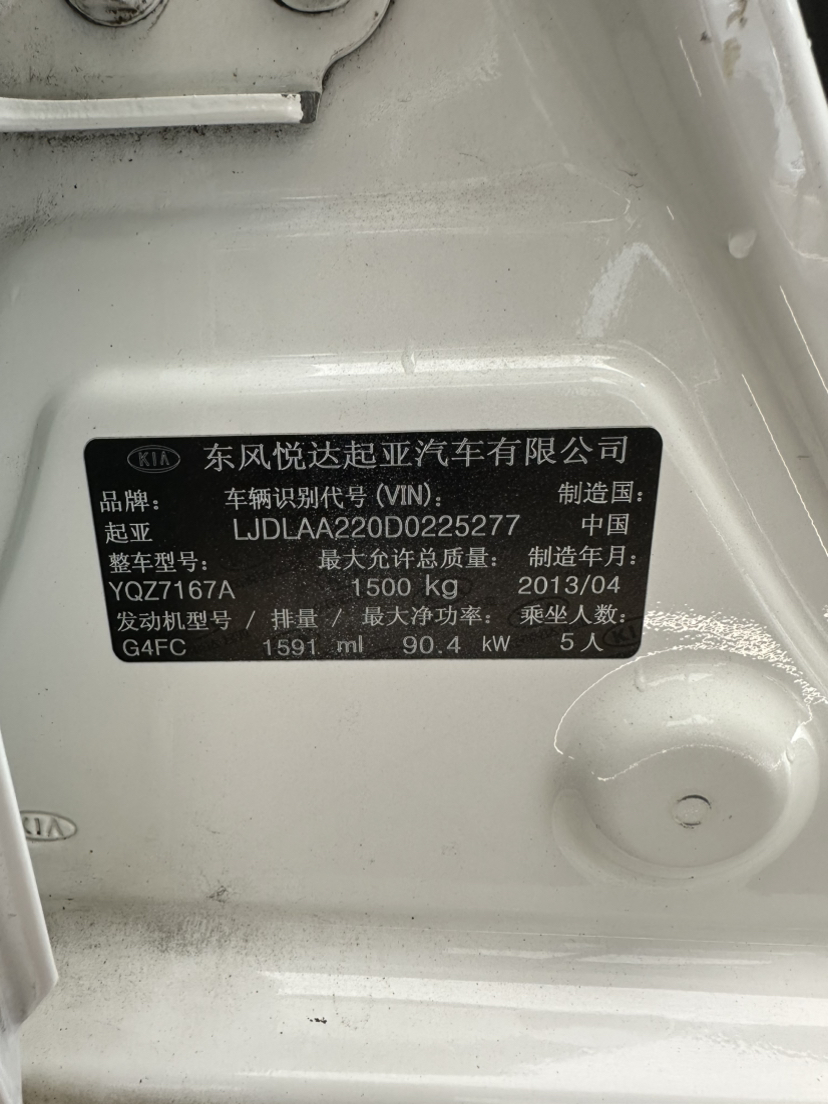 KIA 东风悦达起亚汽车有限公司
品牌: 车辆识别代号(VIN): 制造国:
起亚 LJDLAA220D0225277 中国
整车型号: 最大允许总质量: 制造年月:
YQZ7167A 1500 kg 2013/04
发动机型号 / 排量 / 最大净功率: 乘坐人数:
G4FC 1591 ml 90.4 kW 5人
KIA